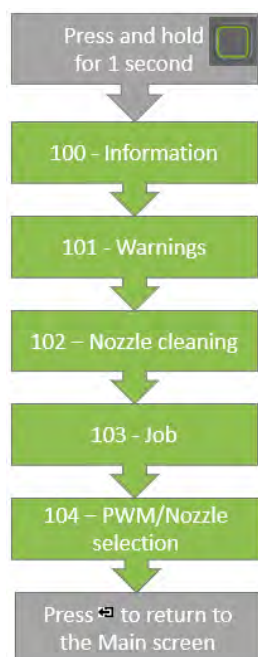 Press and hold
for 1 second
100 - Information
101 - Warnings
102 – Nozzle cleaning
103 - Job
104 – PWM/Nozzle
selection
Press to return to
the Main screen